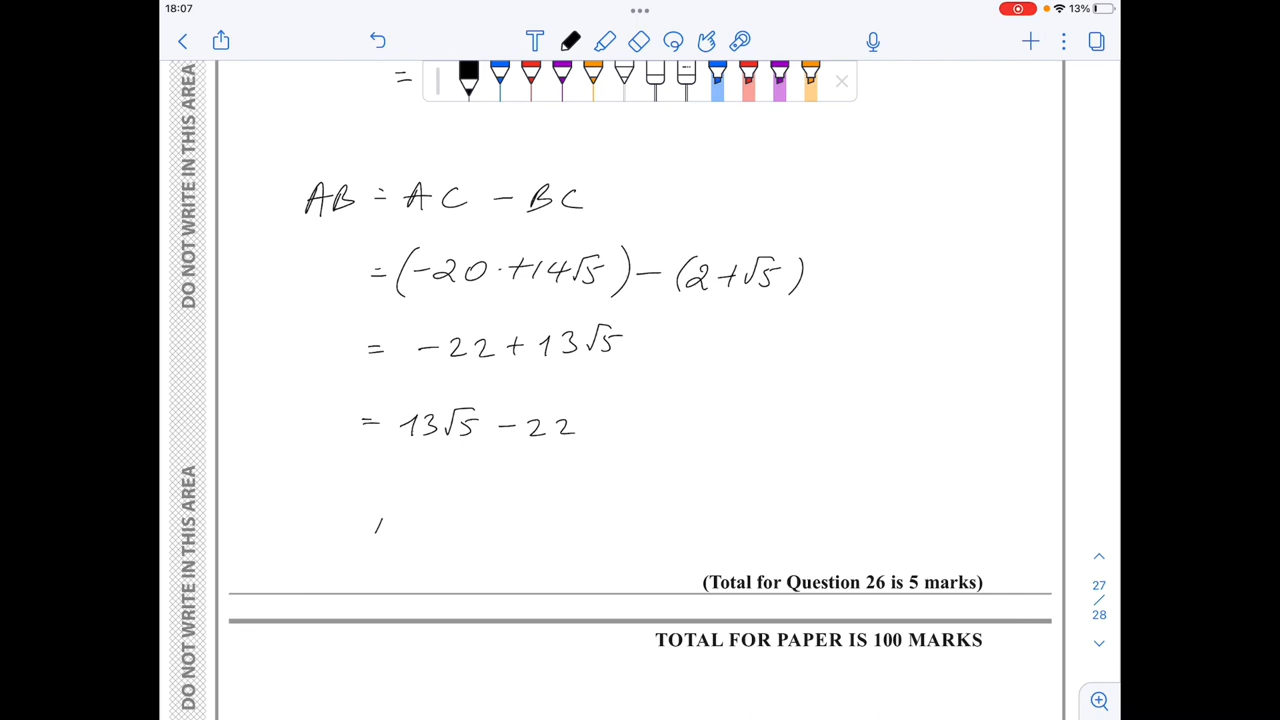 18:07
13%
DO NOT WRITE IN THIS AREA
=
AB = AC - BC
= (-20 + 14√5) - (2 + √5)
= -22 + 13√5
= 13√5 - 22
DO NOT WRITE IN THIS AREA
(Total for Question 26 is 5 marks)
27
/
28
TOTAL FOR PAPER IS 100 MARKS